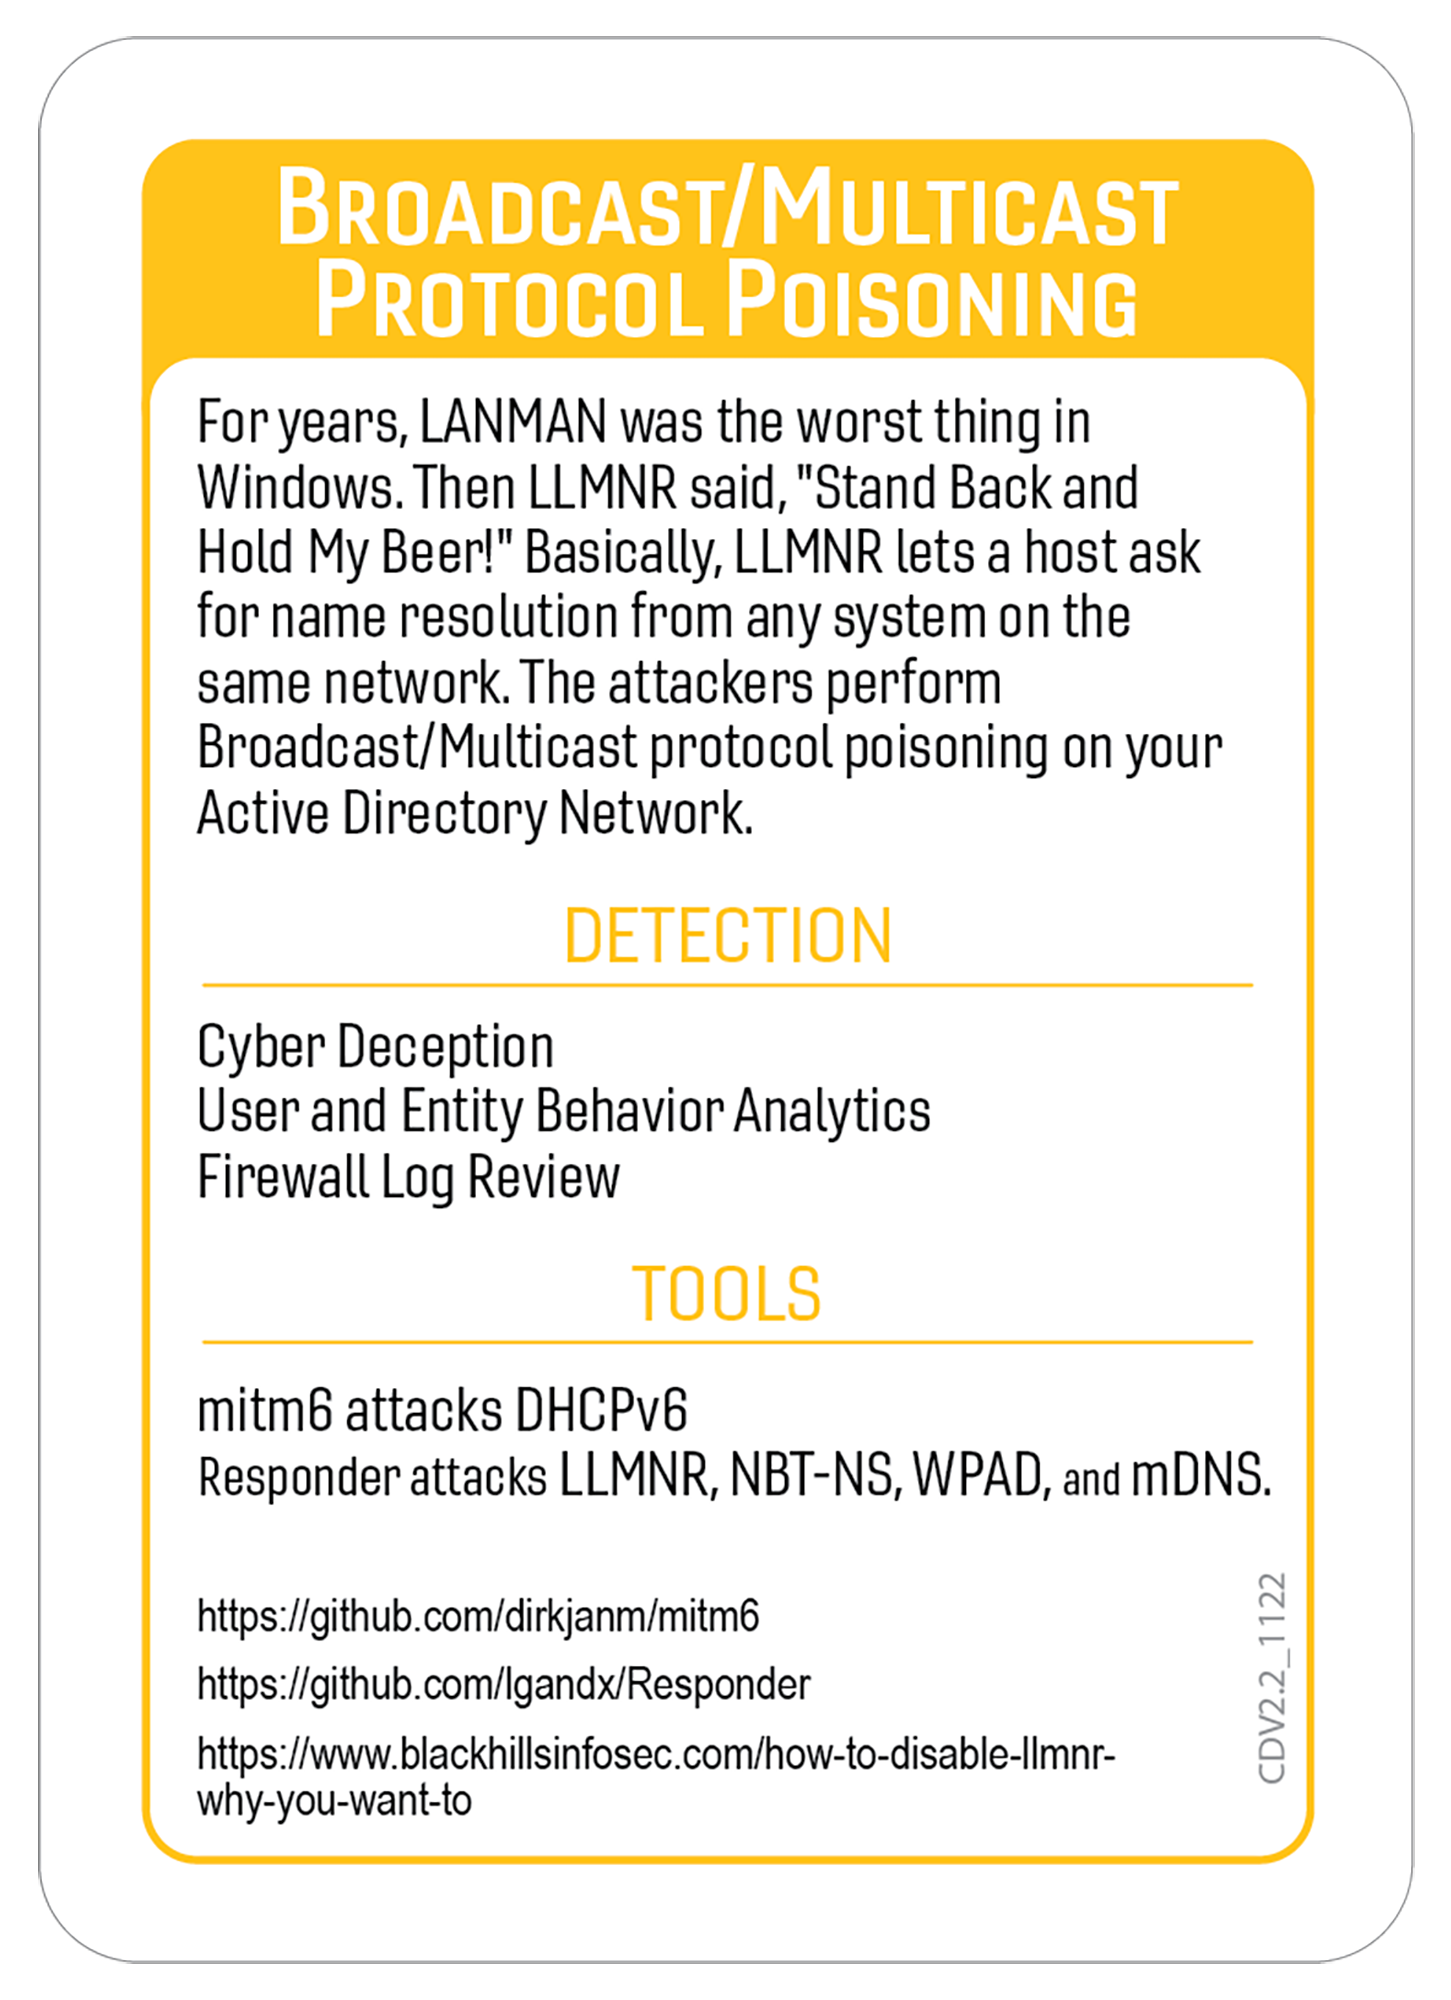 BROADCAST/MULTICAST
PROTOCOL POISONING
For years, LANMAN was the worst thing in
Windows. Then LLMNR said, "Stand Back and
Hold My Beer!" Basically, LLMNR lets a host ask
for name resolution from any system on the
same network. The attackers perform
Broadcast/Multicast protocol poisoning on your
Active Directory Network.
DETECTION
Cyber Deception
User and Entity Behavior Analytics
Firewall Log Review
TOOLS
mitm6 attacks DHCPv6
Responder attacks LLMNR, NBT-NS, WPAD, and mDNS.
https://github.com/dirkjanm/mitm6
https://github.com/lgandx/Responder
https://www.blackhillsinfosec.com/how-to-disable-llmnr-
why-you-want-to
CDV2.2_1122